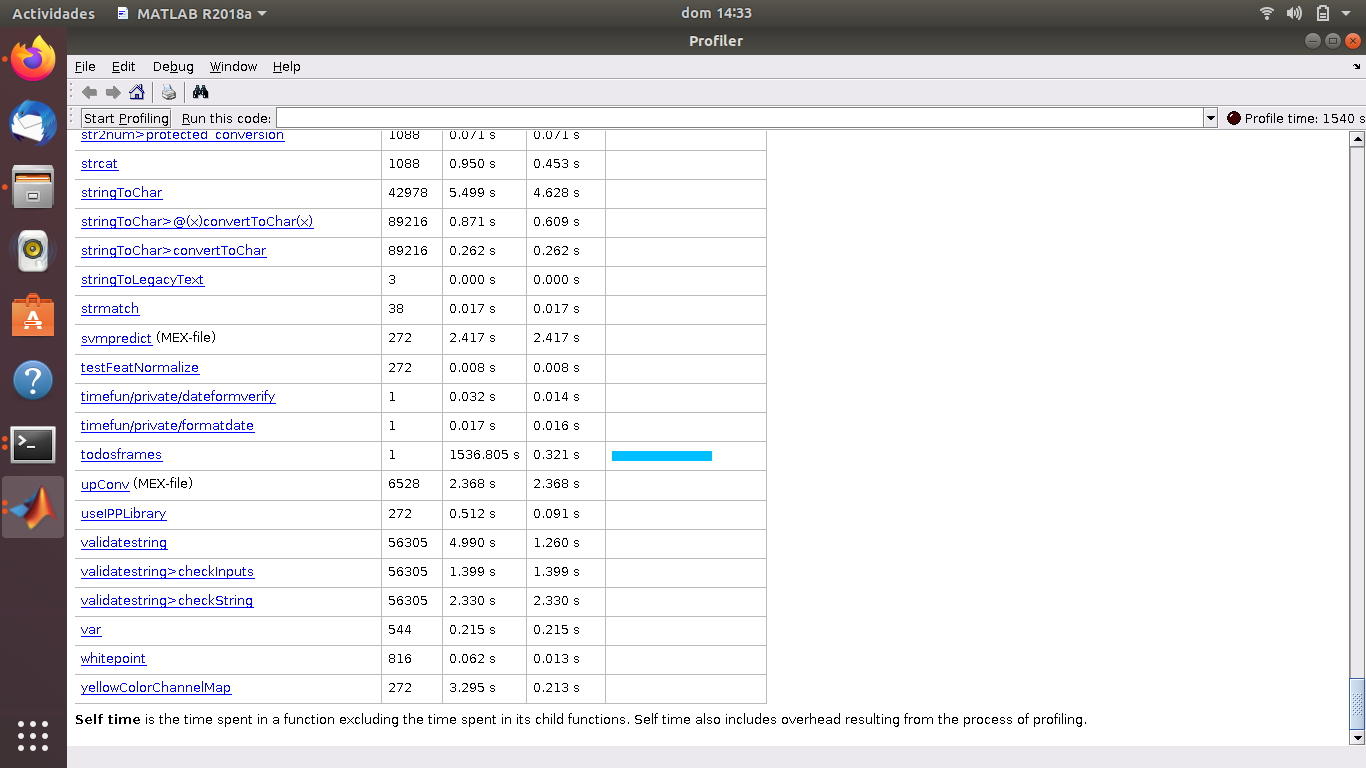 Actividades MATLAB R2018a dom 14:33
Profiler
File Edit Debug Window Help
Start Profiling Run this code: Profile time: 1540 s
str2num>protected_conversion 1088 0.071 s 0.071 s
strcat 1088 0.950 s 0.453 s
stringToChar 42978 5.499 s 4.628 s
stringToChar>@(x)convertToChar(x) 89216 0.871 s 0.609 s
stringToChar>convertToChar 89216 0.262 s 0.262 s
stringToLegacyText 3 0.000 s 0.000 s
strmatch 38 0.017 s 0.017 s
svmpredict (MEX-file) 272 2.417 s 2.417 s
testFeatNormalize 272 0.008 s 0.008 s
timefun/private/dateformverify 1 0.032 s 0.014 s
timefun/private/formatdate 1 0.017 s 0.016 s
todosframes 1 1536.805 s 0.321 s
upConv (MEX-file) 6528 2.368 s 2.368 s
useIPPLibrary 272 0.512 s 0.091 s
validatestring 56305 4.990 s 1.260 s
validatestring>checkInputs 56305 1.399 s 1.399 s
validatestring>checkString 56305 2.330 s 2.330 s
var 544 0.215 s 0.215 s
whitepoint 816 0.062 s 0.013 s
yellowColorChannelMap 272 3.295 s 0.213 s
Self time is the time spent in a function excluding the time spent in its child functions. Self time also includes overhead resulting from the process of profiling.